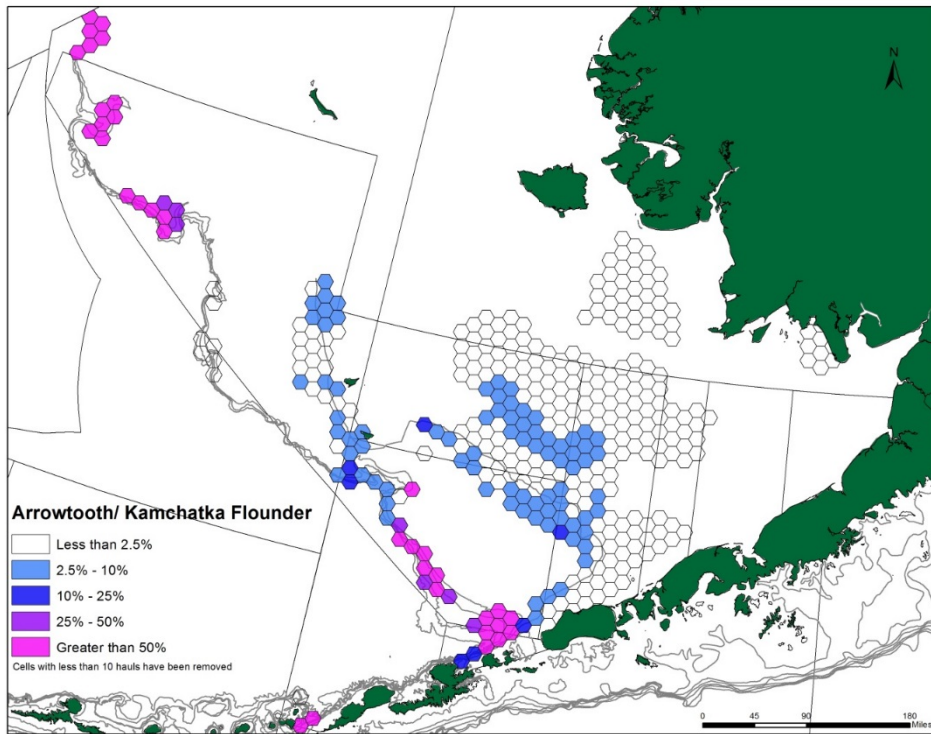 N
Arrowtooth/ Kamchatka Flounder
Less than 2.5%
2.5% - 10%
10% - 25%
25% - 50%
Greater than 50%
Cells with less than 10 hauls have been removed
0 45 90 180
Miles